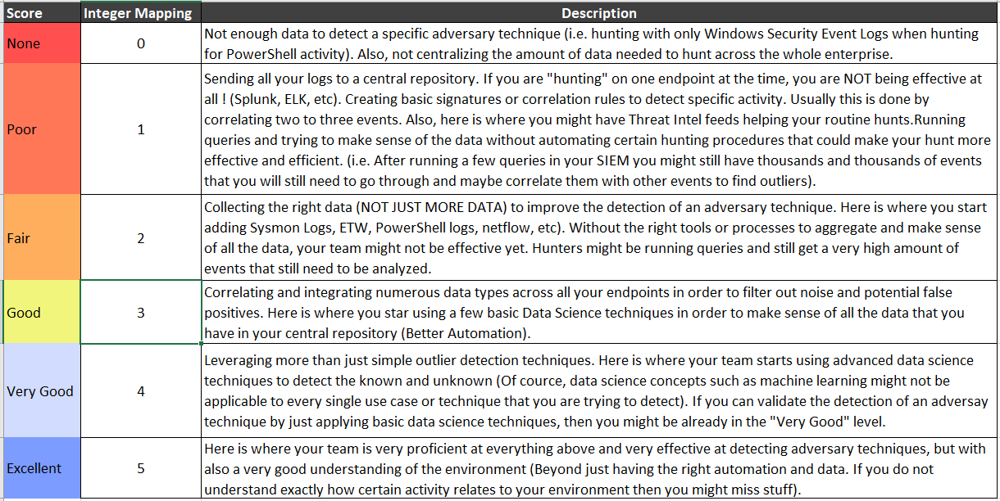 Score Integer Mapping Description
None 0 Not enough data to detect a specific adversary technique (i.e. hunting with only Windows Security Event Logs when hunting
for PowerShell activity). Also, not centralizing the amount of data needed to hunt across the whole enterprise.
Sending all your logs to a central repository. If you are "hunting" on one endpoint at the time, you are NOT being effective at
all ! (Splunk, ELK, etc). Creating basic signatures or correlation rules to detect specific activity. Usually this is done by
correlating two to three events. Also, here is where you might have Threat Intel feeds helping your routine hunts.Running
Poor 1 queries and trying to make sense of the data without automating certain hunting procedures that could make your hunt more
effective and efficient. (i.e. After running a few queries in your SIEM you might still have thousands and thousands of events
that you will still need to go through and maybe correlate them with other events to find outliers).
Collecting the right data (NOT JUST MORE DATA) to improve the detection of an adversary technique. Here is where you start
adding Sysmon Logs, ETW, PowerShell logs, netflow, etc). Without the right tools or processes to aggregate and make sense
Fair 2 of all the data, your team might not be effective yet. Hunters might be running queries and still get a very high amount of
events that still need to be analyzed.
Correlating and integrating numerous data types across all your endpoints in order to filter out noise and potential false
Good 3 positives. Here is where you star using a few basic Data Science techniques in order to make sense of all the data that you
have in your central repository (Better Automation).
Leveraging more than just simple outlier detection techniques. Here is where your team starts using advanced data science
techniques to detect the known and unknown (Of cource, data science concepts such as machine learning might not be
Very Good 4 applicable to every single use case or technique that you are trying to detect). If you can validate the detection of an adversay
technique by just applying basic data science techniques, then you might be already in the "Very Good" level.
Here is where your team is very proficient at everything above and very effective at detecting adversary techniques, but with
Excellent 5 also a very good understanding of the environment (Beyond just having the right automation and data. If you do not
understand exactly how certain activity relates to your environment then you might miss stuff).